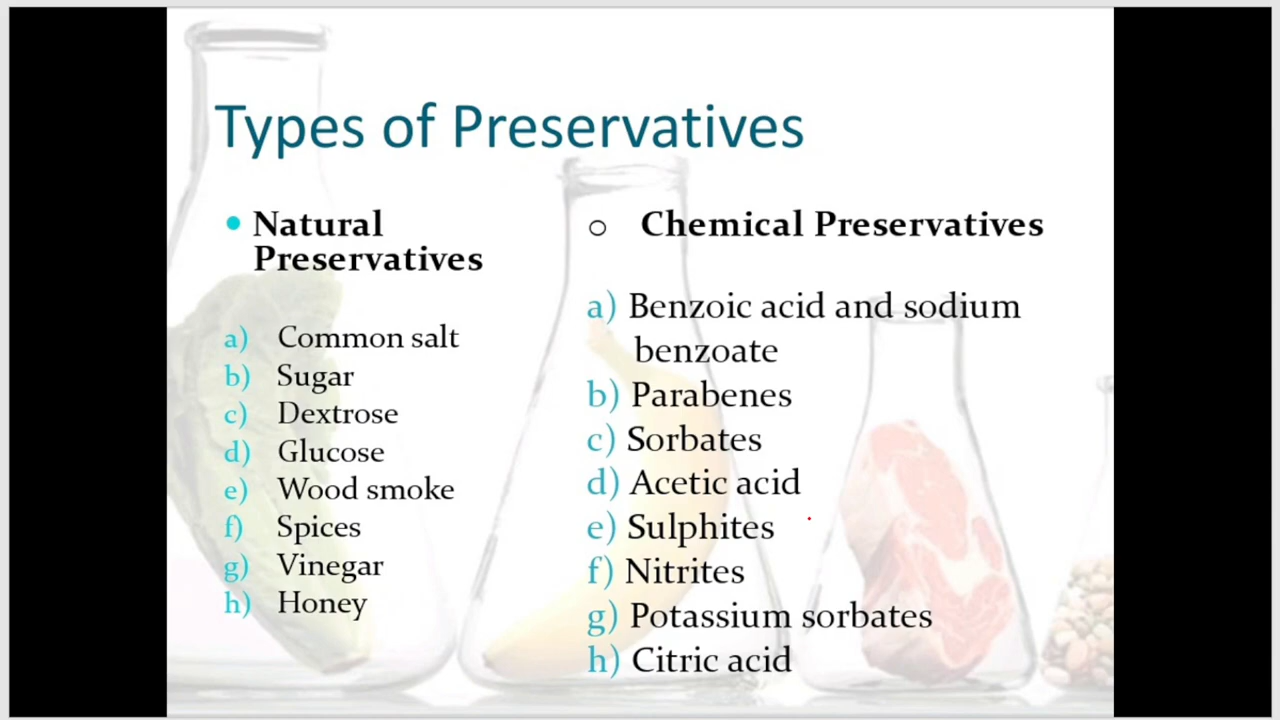 Types of Preservatives
• Natural
Preservatives
a) Common salt
b) Sugar
c) Dextrose
d) Glucose
e) Wood smoke
f) Spices
g) Vinegar
h) Honey
o Chemical Preservatives
a) Benzoic acid and sodium
benzoate
b) Parabenes
c) Sorbates
d) Acetic acid
e) Sulphites
f) Nitrites
g) Potassium sorbates
h) Citric acid